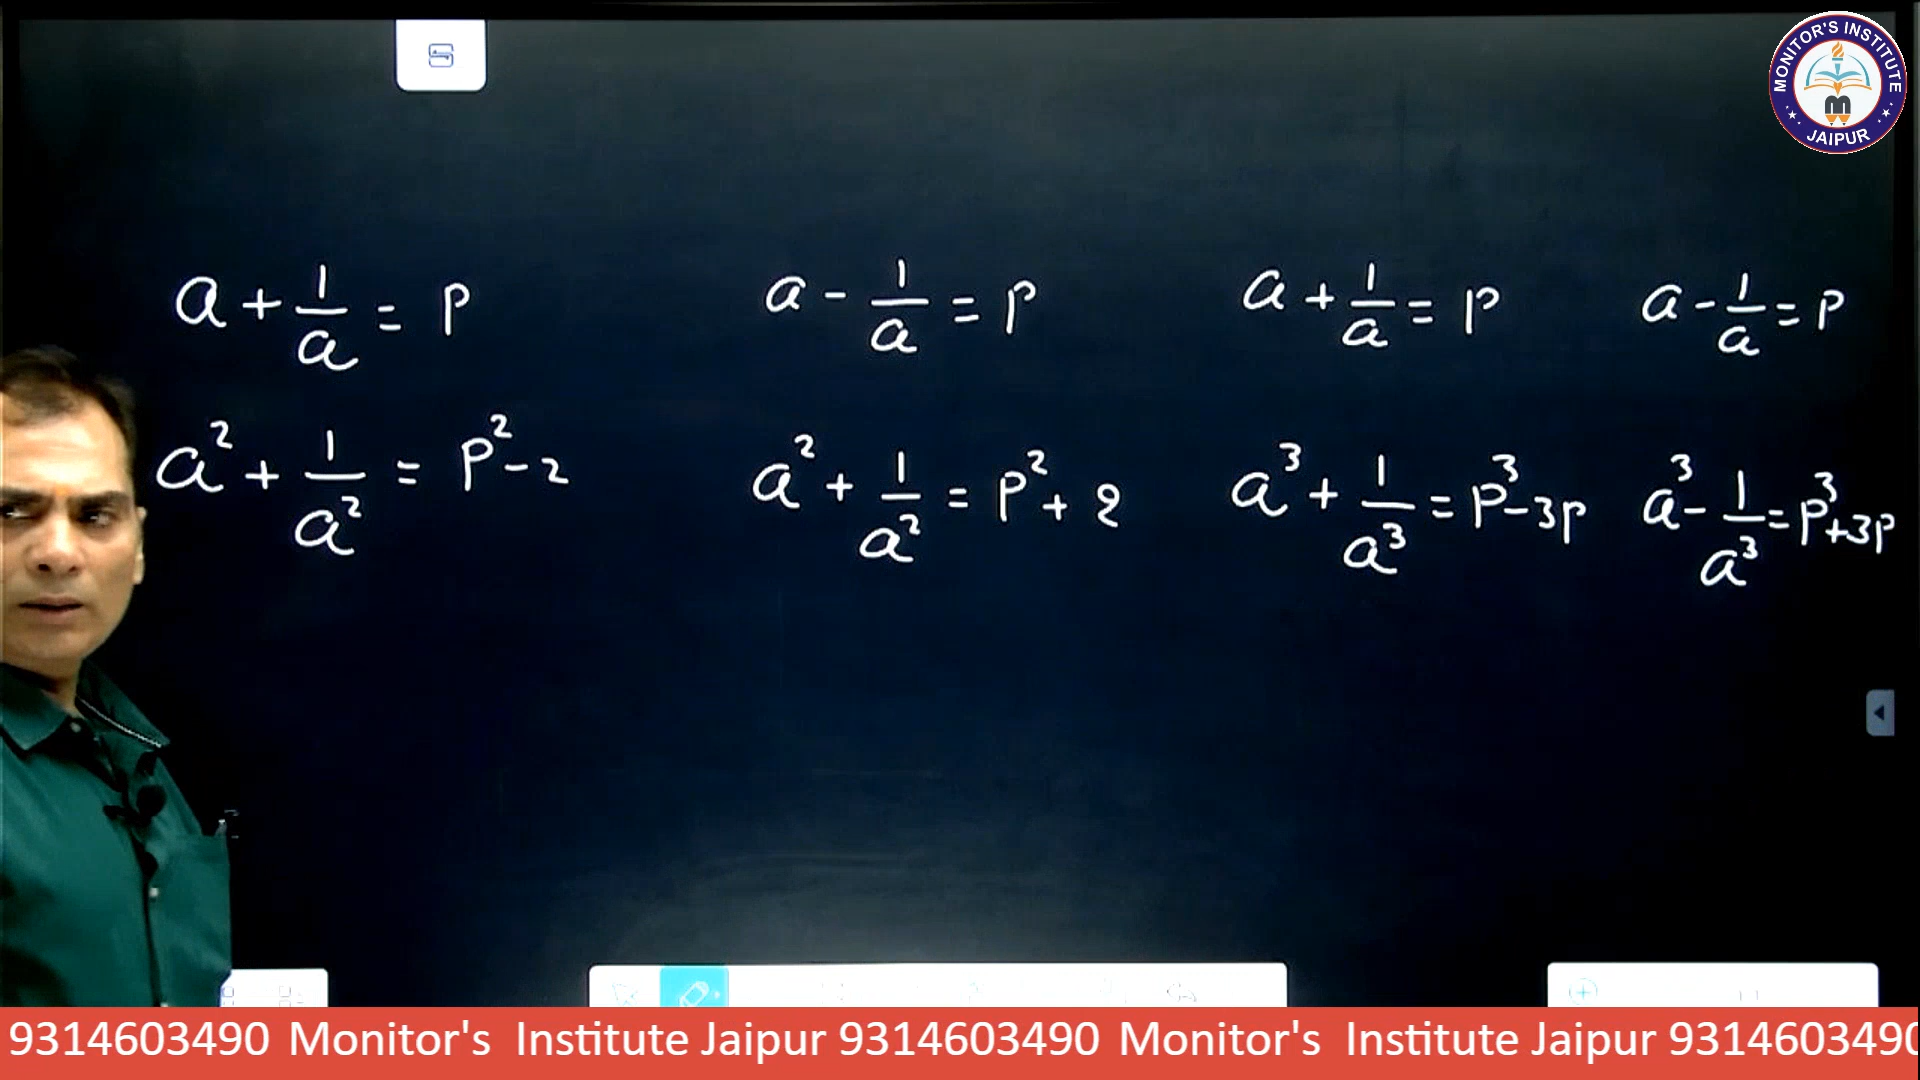 MONITOR'S INSTITUTE
JAIPUR
a + 1/a = P
a - 1/a = P
a + 1/a = P
a - 1/a = P
a² + 1/a² = P² - 2
a² + 1/a² = P² + 2
a³ + 1/a³ = P³ - 3P
a³ - 1/a³ = P³ + 3P
9314603490 Monitor's Institute Jaipur 9314603490 Monitor's Institute Jaipur 9314603490